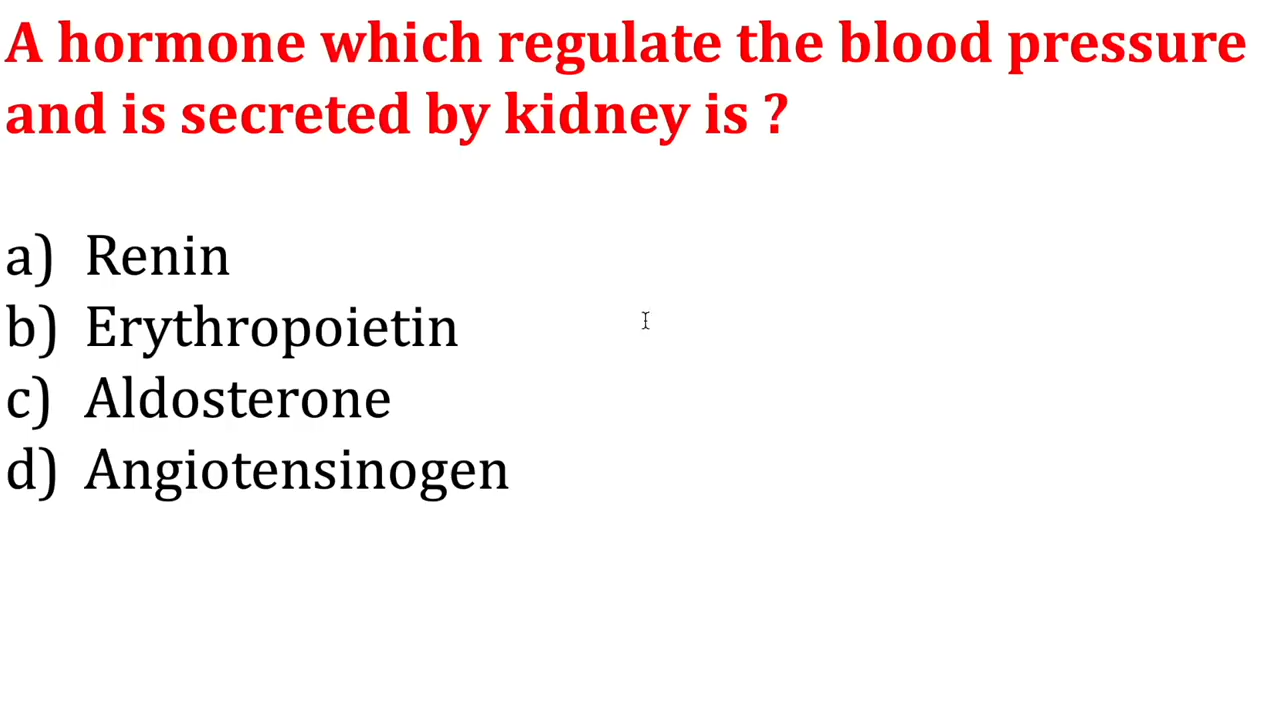 A hormone which regulate the blood pressure
and is secreted by kidney is ?
a) Renin
b) Erythropoietin
c) Aldosterone
d) Angiotensinogen